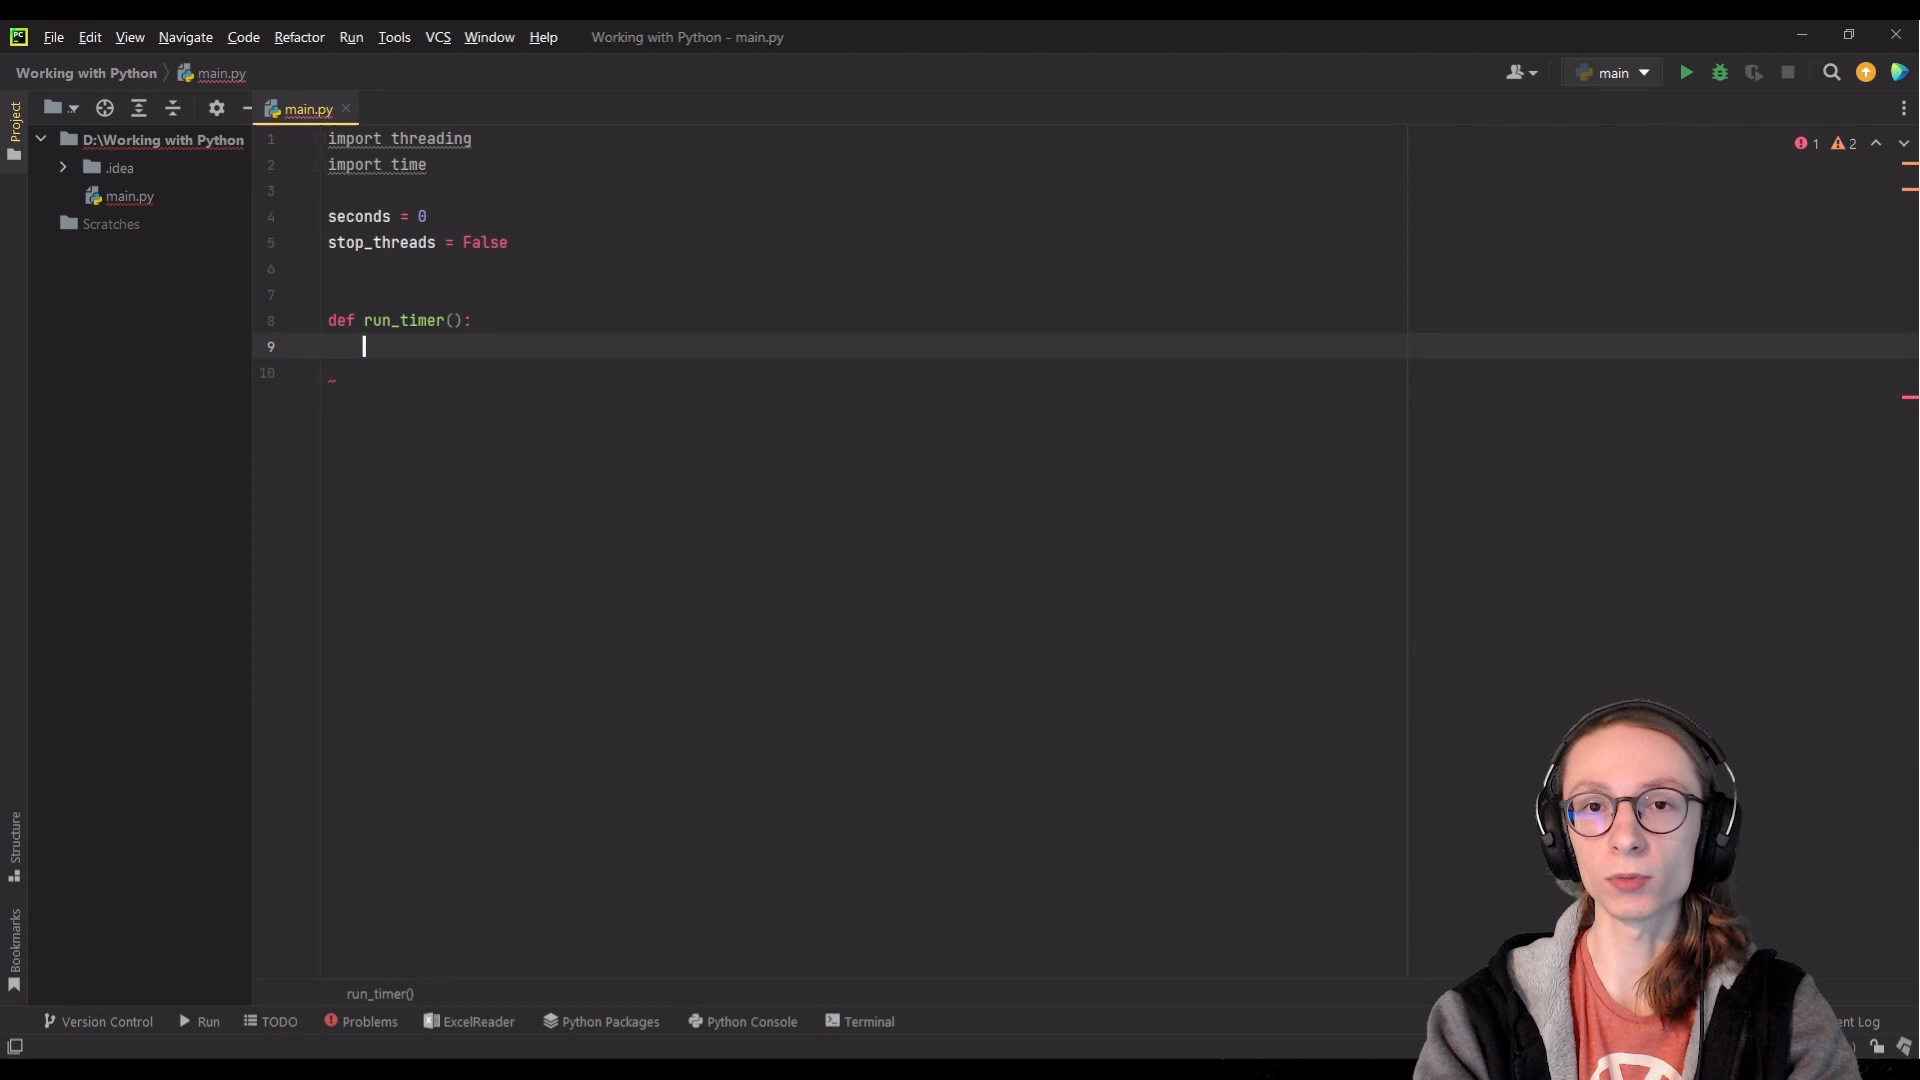 PC File Edit View Navigate Code Refactor Run Tools VCS Window Help Working with Python - main.py
Working with Python main.py main
Project main.py
D:\Working with Python
.idea
main.py
Scratches
1 import threading
2 import time
3
4 seconds = 0
5 stop_threads = False
6
7
8 def run_timer():
9
10
1 2
Structure
Bookmarks
run_timer()
Version Control Run TODO Problems ExcelReader Python Packages Python Console Terminal nt Log